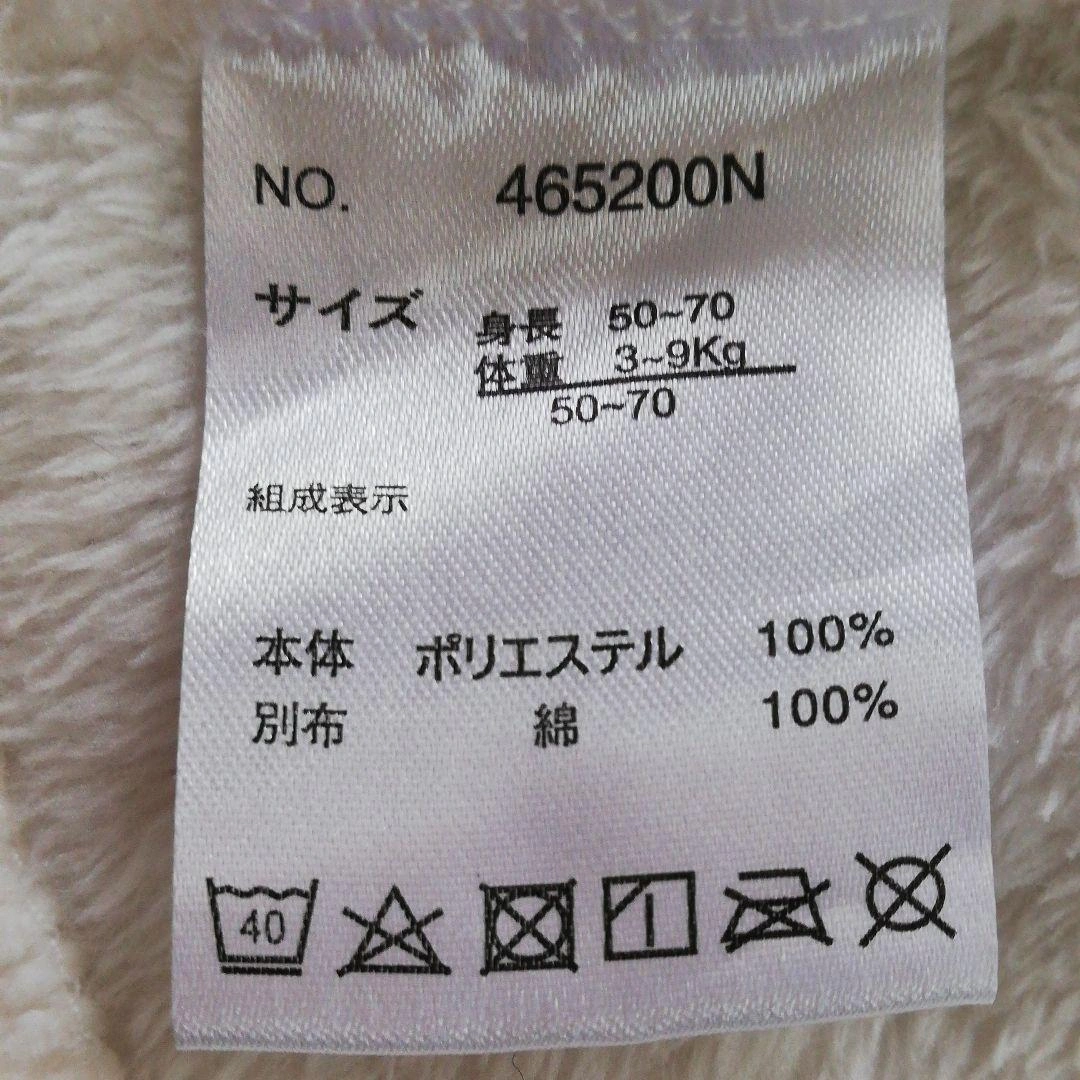 NO. 465200N
サイズ 身長 50~70
体重 3~9Kg
50~70
組成表示
本体 ポリエステル 100%
別布 綿 100%
40